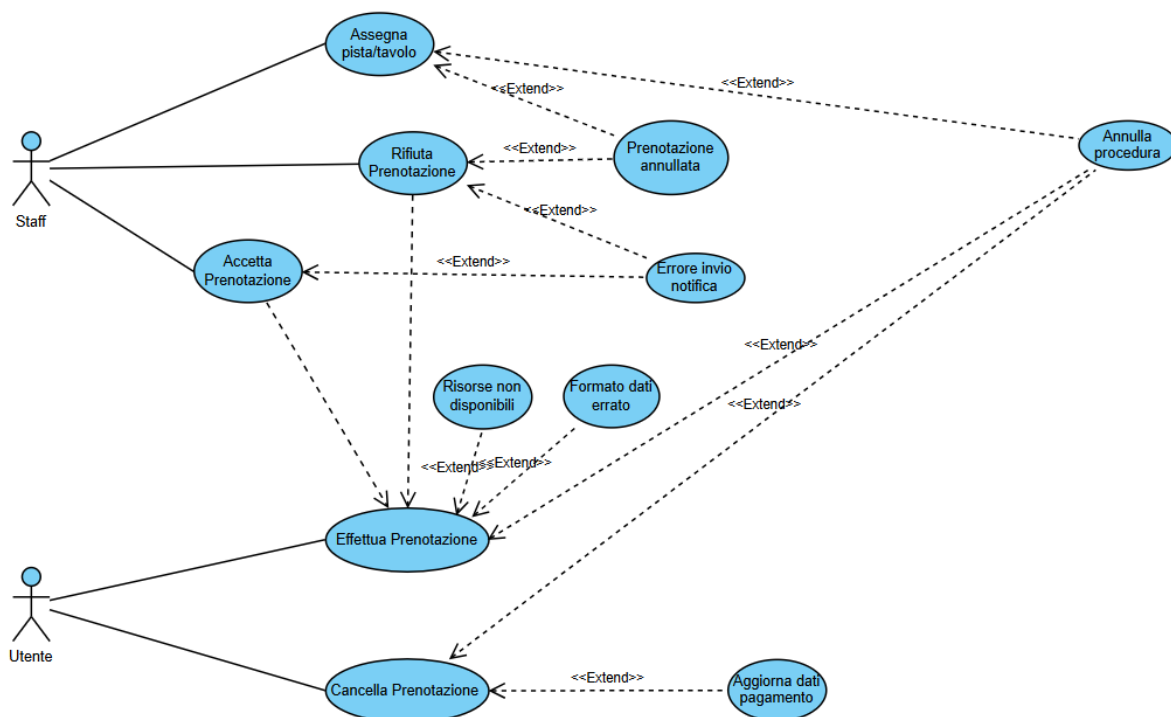 Assegna
pista/tavolo
<<Extend>>
<<Extend>>
Rifiuta
Prenotazione
<<Extend>>
Prenotazione
annullata
Annulla
procedura
Staff
<<Extend>>
Accetta
Prenotazione
<<Extend>>
Errore invio
notifica
<<Extend>>
Risorse non
disponibili
Formato dati
errato
<<Extend>>
<<Extend>>
<<Extend>>
Effettua Prenotazione
Utente
Cancella Prenotazione
<<Extend>>
Aggiorna dati
pagamento